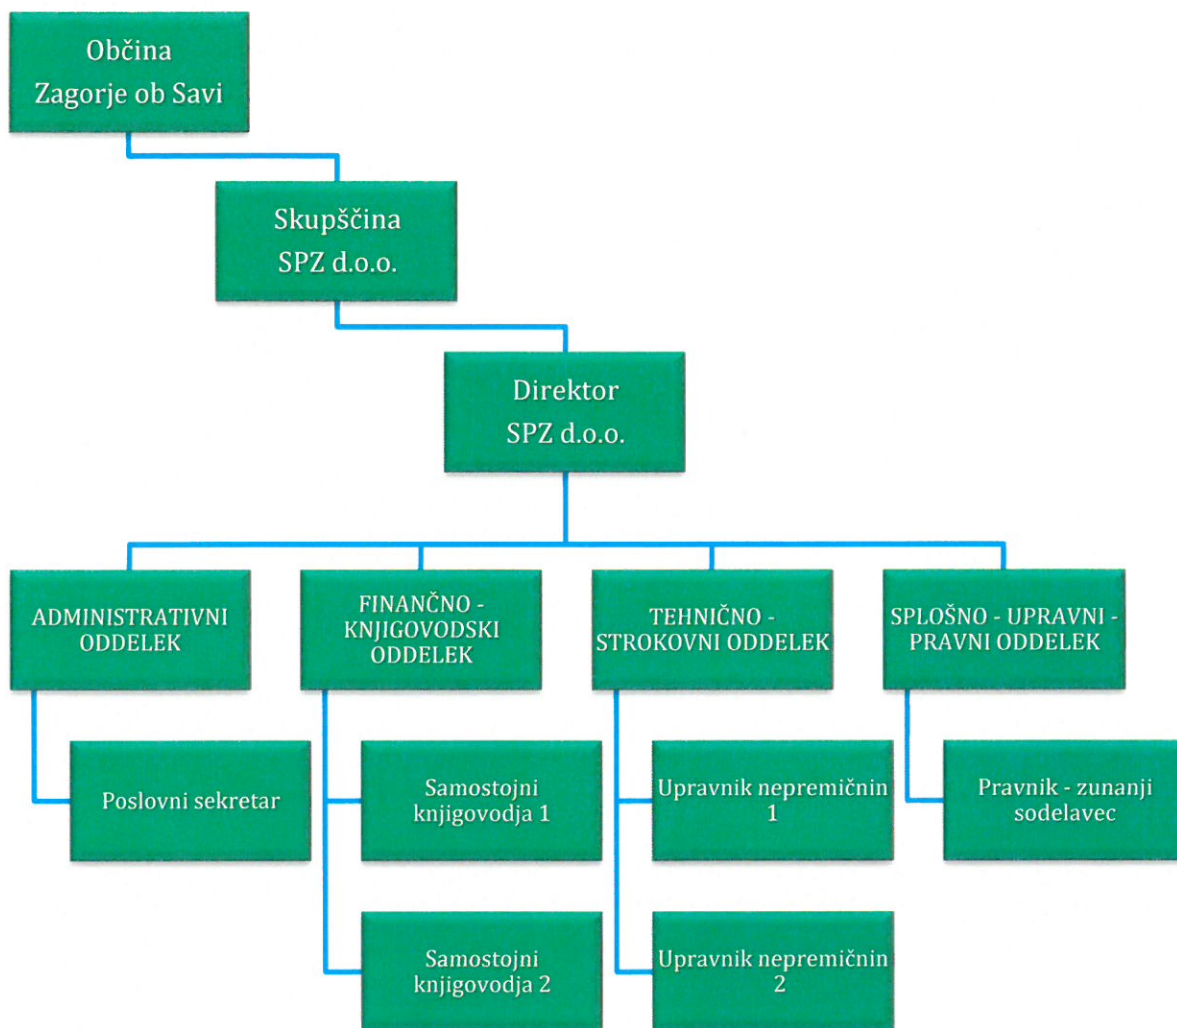 Občina
Zagorje ob Savi
Skupščina
SPZ d.o.o.
Direktor
SPZ d.o.o.
ADMINISTRATIVNI
ODDELEK
FINANČNO -
KNJIGOVODSKI
ODDELEK
TEHNIČNO -
STROKOVNI ODDELEK
SPLOŠNO - UPRAVNI -
PRAVNI ODDELEK
Poslovni sekretar
Samostojni
knjigovodja 1
Upravnik nepremičnin
1
Pravnik - zunanji
sodelavec
Samostojni
knjigovodja 2
Upravnik nepremičnin
2